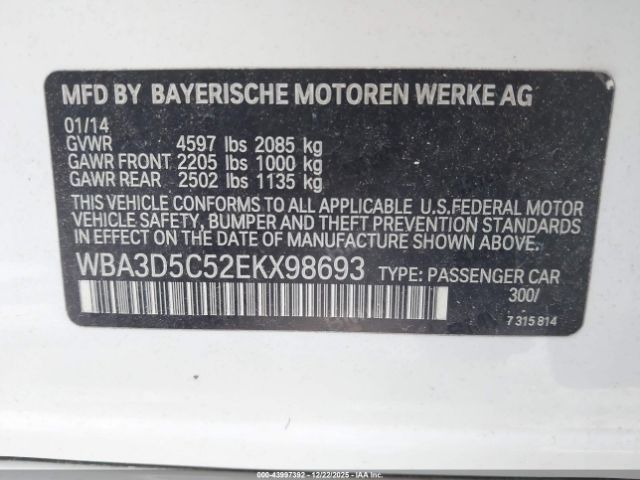 MFD BY BAYERISCHE MOTOREN WERKE AG
01/14
GVWR 4597 lbs 2085 kg
GAWR FRONT 2205 lbs 1000 kg
GAWR REAR 2502 lbs 1135 kg
THIS VEHICLE CONFORMS TO ALL APPLICABLE U.S.FEDERAL MOTOR
VEHICLE SAFETY, BUMPER AND THEFT PREVENTION STANDARDS
IN EFFECT ON THE DATE OF MANUFACTURE SHOWN ABOVE.
WBA3D5C52EKX98693 TYPE: PASSENGER CAR
300/ -
7 315 814
000-43997392 - 12/22/2025 - COPYRIGHT © IAA, LLC